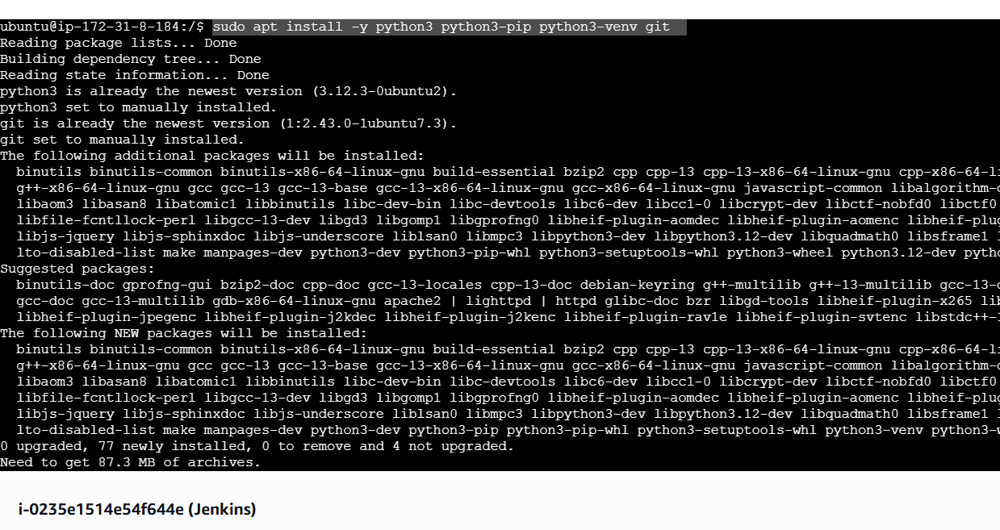 ubuntu@ip-172-31-8-184:/$ sudo apt install -y python3 python3-pip python3-venv git
Reading package lists... Done
Building dependency tree... Done
Reading state information... Done
python3 is already the newest version (3.12.3-0ubuntu2).
python3 set to manually installed.
git is already the newest version (1:2.43.0-1ubuntu7.3).
git set to manually installed.
The following additional packages will be installed:
binutils binutils-common binutils-x86-64-linux-gnu build-essential bzip2 cpp cpp-13 cpp-13-x86-64-linux-gnu cpp-x86-64-li
g++-x86-64-linux-gnu gcc gcc-13 gcc-13-base gcc-13-x86-64-linux-gnu gcc-x86-64-linux-gnu javascript-common libalgorithm-
libaom3 libasan8 libatomic1 libbinutils libc-dev-bin libc-devtools libc6-dev libcc1-0 libcrypt-dev libctf-nobfd0 libctf0
libfile-fcntllock-perl libgcc-13-dev libgd3 libgomp1 libgprofng0 libheif-plugin-aomdec libheif-plugin-aomenc libheif-plug
libjs-jquery libjs-sphinxdoc libjs-underscore liblsan0 libmpc3 libpython3-dev libpython3.12-dev libquadmath0 libsframe1
lto-disabled-list make manpages-dev python3-dev python3-pip-whl python3-setuptools-whl python3-wheel python3.12-dev pytho
Suggested packages:
binutils-doc gprofng-gui bzip2-doc cpp-doc gcc-13-locales cpp-13-doc debian-keyring g++-multilib g++-13-multilib gcc-13-
gcc-doc gcc-13-multilib gdb-x86-64-linux-gnu apache2 | lighttpd | httpd glibc-doc bzr libgd-tools libheif-plugin-x265 lib
libheif-plugin-jpegenc libheif-plugin-j2kdec libheif-plugin-j2kenc libheif-plugin-rav1e libheif-plugin-svtenc libstdc++-
The following NEW packages will be installed:
binutils binutils-common binutils-x86-64-linux-gnu build-essential bzip2 cpp cpp-13 cpp-13-x86-64-linux-gnu cpp-x86-64-li
g++-x86-64-linux-gnu gcc gcc-13 gcc-13-base gcc-13-x86-64-linux-gnu gcc-x86-64-linux-gnu javascript-common libalgorithm-
libaom3 libasan8 libatomic1 libbinutils libc-dev-bin libc-devtools libc6-dev libcc1-0 libcrypt-dev libctf-nobfd0 libctf0
libfile-fcntllock-perl libgcc-13-dev libgd3 libgomp1 libgprofng0 libheif-plugin-aomdec libheif-plugin-aomenc libheif-plug
libjs-jquery libjs-sphinxdoc libjs-underscore liblsan0 libmpc3 libpython3-dev libpython3.12-dev libquadmath0 libsframe1
lto-disabled-list make manpages-dev python3-dev python3-pip python3-pip-whl python3-setuptools-whl python3-venv python3-
0 upgraded, 77 newly installed, 0 to remove and 4 not upgraded.
Need to get 87.3 MB of archives.
i-0235e1514e54f644e (Jenkins)